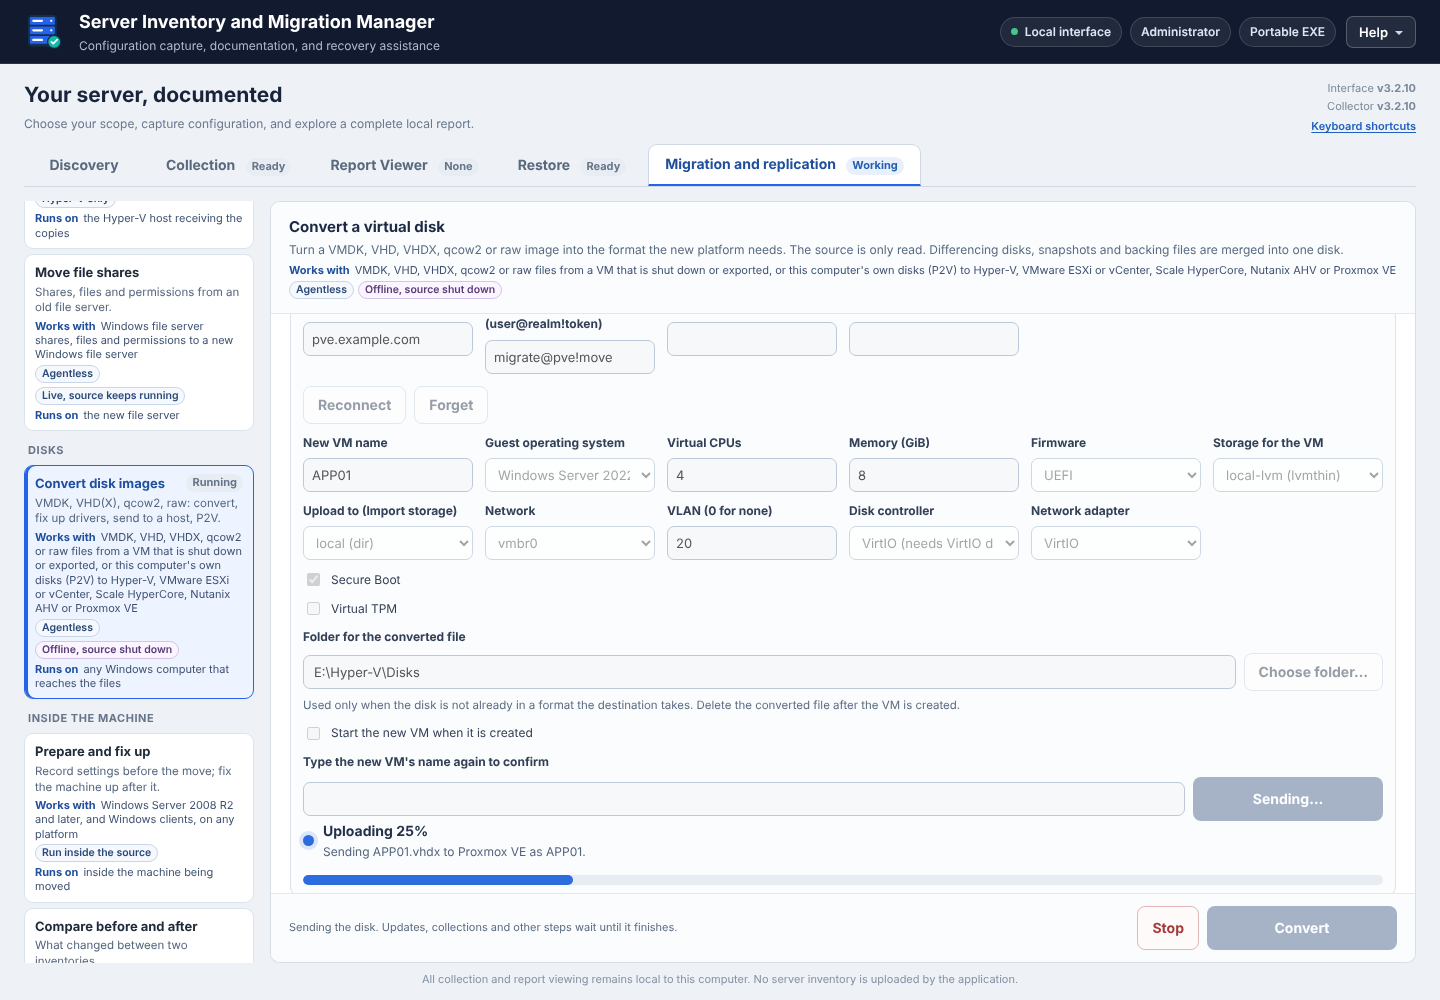 Server Inventory and Migration Manager
Configuration capture, documentation, and recovery assistance
Local interface
Administrator
Portable EXE
Help
Your server, documented
Choose your scope, capture configuration, and explore a complete local report.
Interface v3.2.10
Collector v3.2.10
Keyboard shortcuts
Discovery
Collection Ready
Report Viewer None
Restore Ready
Migration and replication Working
Runs on the Hyper-V host receiving the
copies
Move file shares
Shares, files and permissions from an
old file server.
Works with Windows file server
shares, files and permissions to a new
Windows file server
Agentless
Live, source keeps running
Runs on the new file server
DISKS
Convert disk images Running
VMDK, VHD(X), qcow2, raw: convert,
fix up drivers, send to a host, P2V.
Works with VMDK, VHD, VHDX, qcow2
or raw files from a VM that is shut down
or exported, or this computer's own
disks (P2V) to Hyper-V, VMware ESXi
or vCenter, Scale HyperCore, Nutanix
AHV or Proxmox VE
Agentless
Offline, source shut down
Runs on any Windows computer that
reaches the files
INSIDE THE MACHINE
Prepare and fix up
Record settings before the move; fix
the machine up after it.
Works with Windows Server 2008 R2
and later, and Windows clients, on any
platform
Run inside the source
Runs on inside the machine being
moved
Compare before and after
What changed between two
inventories.
Convert a virtual disk
Turn a VMDK, VHD, VHDX, qcow2 or raw image into the format the new platform needs. The source is only read. Differencing disks, snapshots and backing files are merged into one disk.
Works with VMDK, VHD, VHDX, qcow2 or raw files from a VM that is shut down or exported, or this computer's own disks (P2V) to Hyper-V, VMware ESXi or vCenter, Scale HyperCore, Nutanix AHV or Proxmox VE
Agentless Offline, source shut down
(user@realm!token)
pve.example.com
migrate@pve!move
Reconnect Forget
New VM name Guest operating system Virtual CPUs Memory (GiB) Firmware Storage for the VM
APP01 Windows Server 2022 4 8 UEFI local-lvm (lvmthin)
Upload to (Import storage) Network VLAN (0 for none) Disk controller Network adapter
local (dir) vmbr0 20 VirtIO (needs VirtIO d VirtIO
Secure Boot
Virtual TPM
Folder for the converted file
E:\Hyper-V\Disks Choose folder...
Used only when the disk is not already in a format the destination takes. Delete the converted file after the VM is created.
Start the new VM when it is created
Type the new VM's name again to confirm
Sending...
Uploading 25%
Sending APP01.vhdx to Proxmox VE as APP01.
Sending the disk. Updates, collections and other steps wait until it finishes.
Stop
Convert
All collection and report viewing remains local to this computer. No server inventory is uploaded by the application.